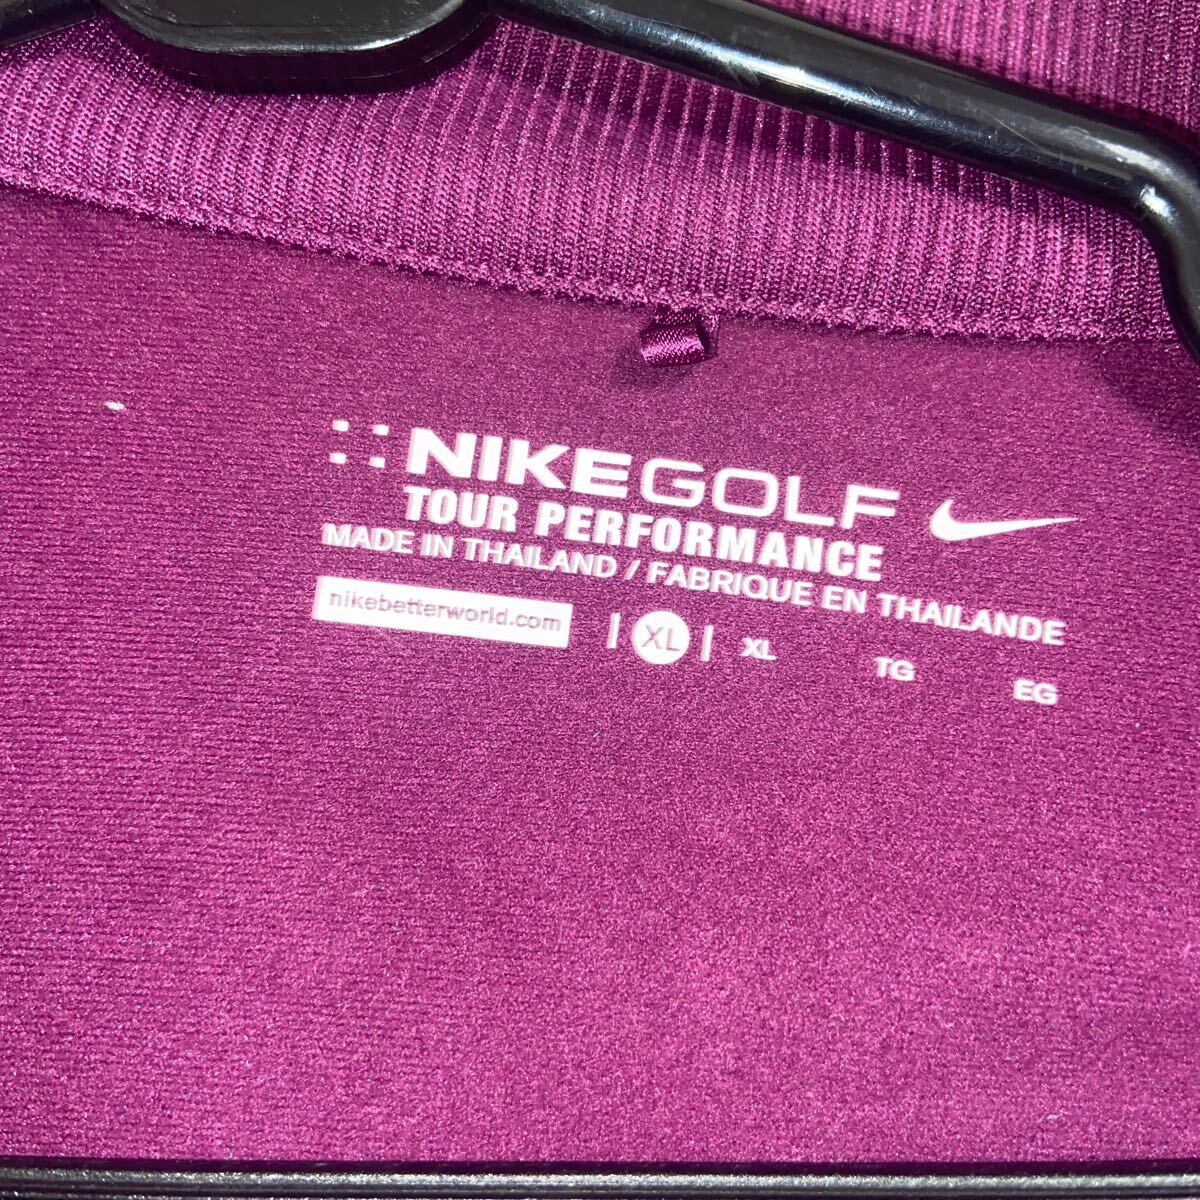 NIKEGOLF
TOUR PERFORMANCE
MADE IN THAILAND / FABRIQUE EN THAILANDE
nikebetterworld.com | XL | XL TG EG